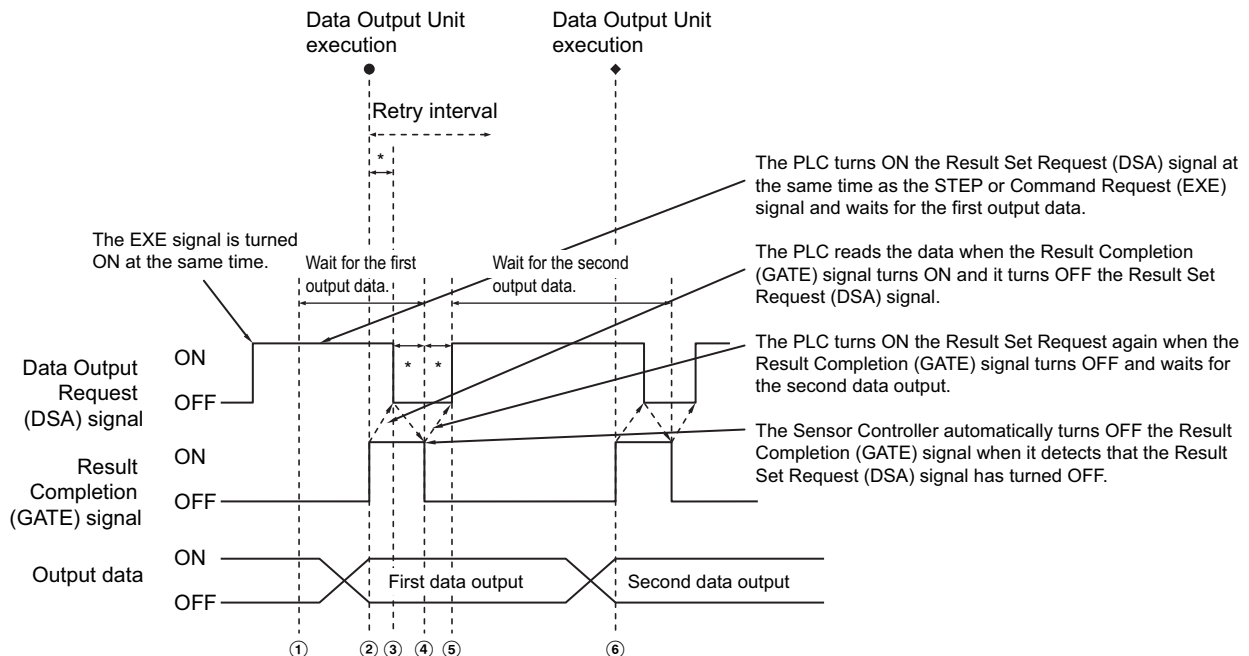 Data Output Unit
execution
Data Output Unit
execution
Retry interval
*
The PLC turns ON the Result Set Request (DSA) signal at
the same time as the STEP or Command Request (EXE)
signal and waits for the first output data.
The EXE signal is turned
ON at the same time.
Wait for the first
output data.
Wait for the second
output data.
The PLC reads the data when the Result Completion
(GATE) signal turns ON and it turns OFF the Result Set
Request (DSA) signal.
Data Output
Request
(DSA) signal
ON
OFF
*
*
The PLC turns ON the Result Set Request again when the
Result Completion (GATE) signal turns OFF and waits for
the second data output.
Result
Completion
(GATE) signal
ON
OFF
The Sensor Controller automatically turns OFF the Result
Completion (GATE) signal when it detects that the Result
Set Request (DSA) signal has turned OFF.
Output data
ON
OFF
First data output
Second data output
① ② ③ ④ ⑤ ⑥